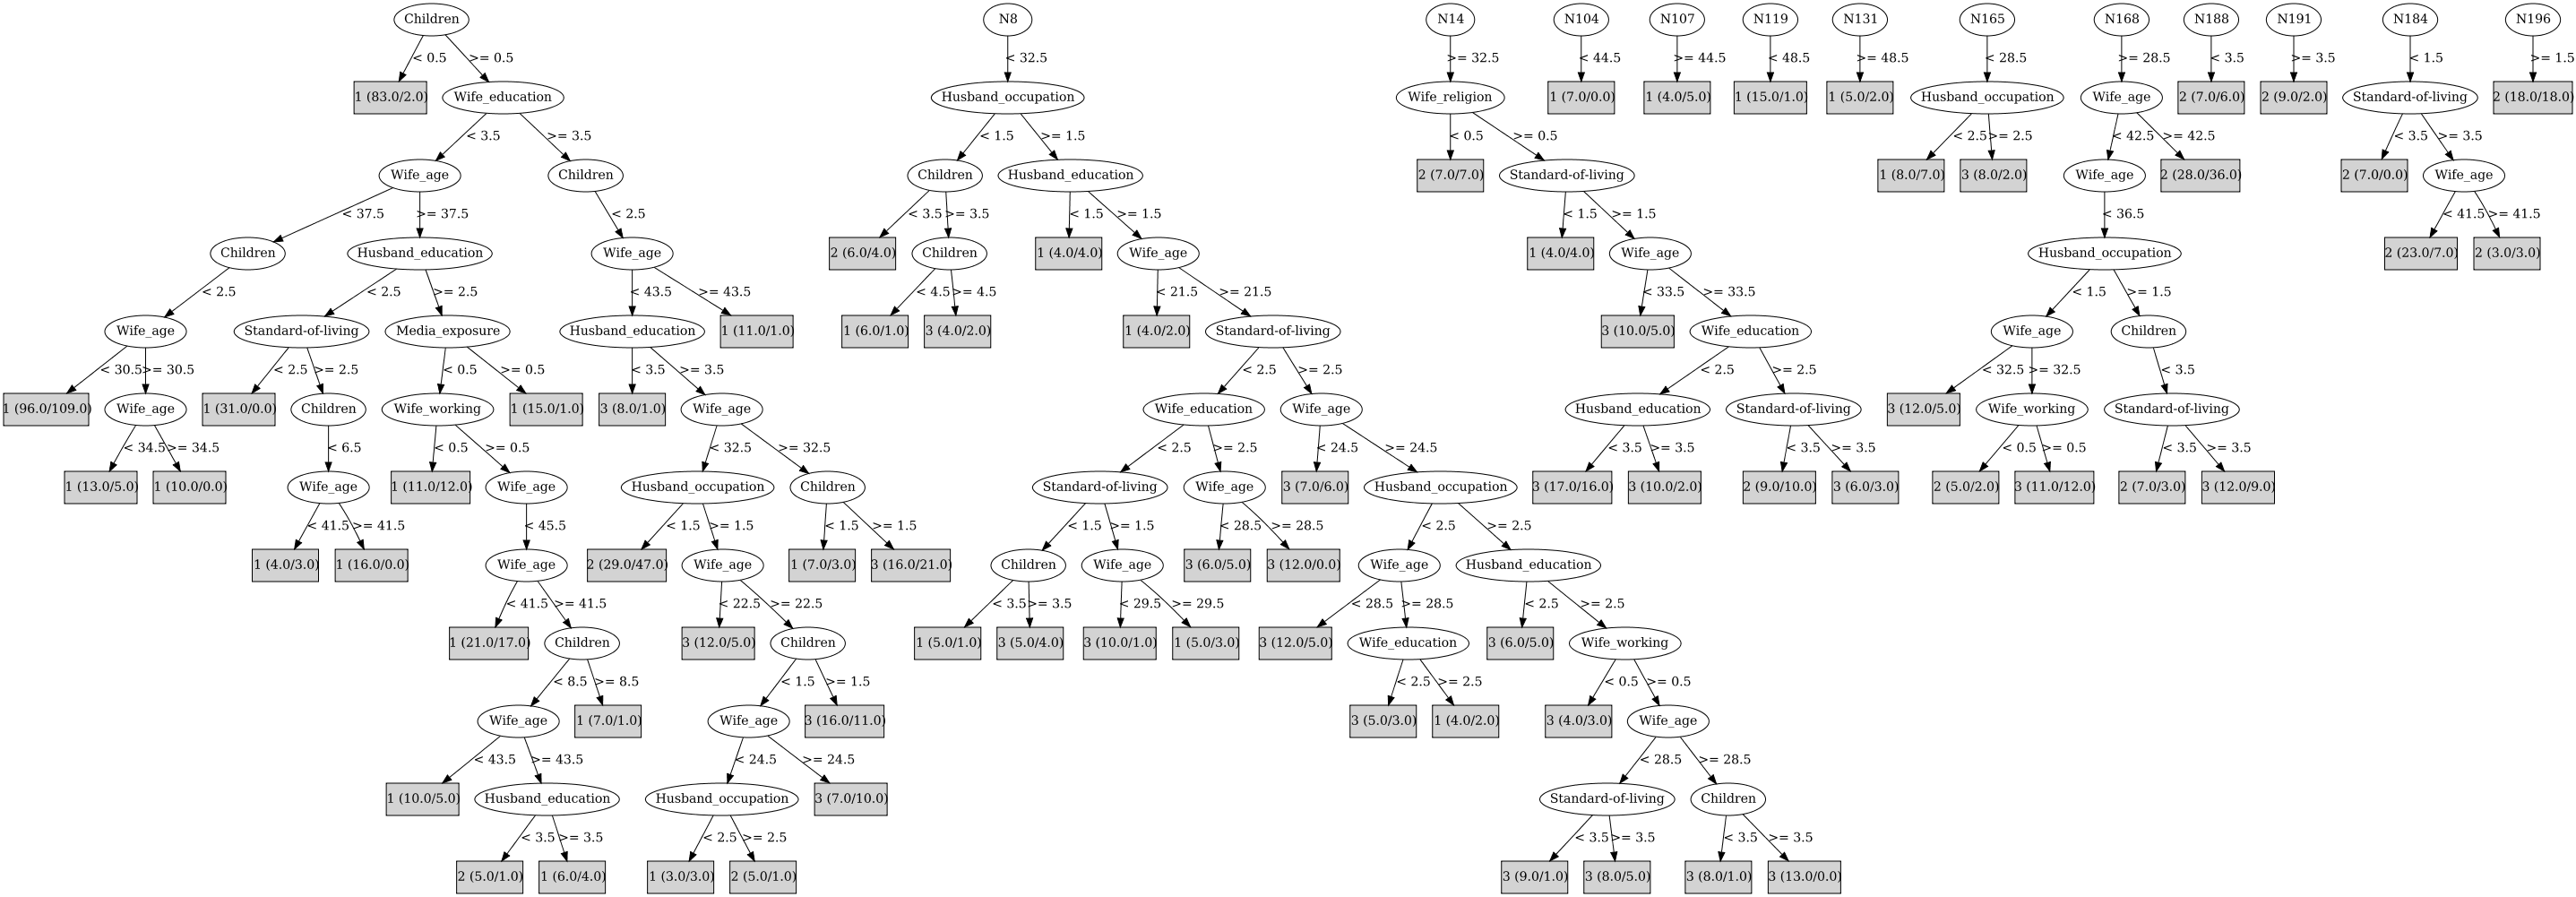 Children N8 N14 N104 N107 N119 N131 N165 N168 N188 N191 N184 N196
< 0.5 >= 0.5 < 32.5 >= 32.5 < 44.5 >= 44.5 < 48.5 >= 48.5 < 28.5 >= 28.5 < 3.5 >= 3.5 < 1.5 >= 1.5
1 (83.0/2.0) Wife_education Husband_occupation Wife_religion 1 (7.0/0.0) 1 (4.0/5.0) 1 (15.0/1.0) 1 (5.0/2.0) Husband_occupation Wife_age 2 (7.0/6.0) 2 (9.0/2.0) Standard-of-living 2 (18.0/18.0)
< 3.5 >= 3.5 < 1.5 >= 1.5 < 0.5 >= 0.5 < 2.5 >= 2.5 < 42.5 >= 42.5 < 3.5 >= 3.5
Wife_age Children Children Husband_education 2 (7.0/7.0) Standard-of-living 1 (8.0/7.0) 3 (8.0/2.0) Wife_age 2 (28.0/36.0) 2 (7.0/0.0) Wife_age
< 37.5 >= 37.5 < 2.5 < 3.5 >= 3.5 < 1.5 >= 1.5 < 1.5 >= 1.5 < 36.5 < 41.5 >= 41.5
Children Husband_education Wife_age 2 (6.0/4.0) Children 1 (4.0/4.0) Wife_age 1 (4.0/4.0) Wife_age Husband_occupation 2 (23.0/7.0) 2 (3.0/3.0)
< 2.5 < 2.5 >= 2.5 < 43.5 >= 43.5 < 4.5 >= 4.5 < 21.5 >= 21.5 < 33.5 >= 33.5 < 1.5 >= 1.5
Wife_age Standard-of-living Media_exposure Husband_education 1 (11.0/1.0) 1 (6.0/1.0) 3 (4.0/2.0) 1 (4.0/2.0) Standard-of-living 3 (10.0/5.0) Wife_education Wife_age Children
< 30.5 >= 30.5 < 2.5 >= 2.5 < 0.5 >= 0.5 < 3.5 >= 3.5 < 2.5 >= 2.5 < 2.5 >= 2.5 < 32.5 >= 32.5 < 3.5
1 (96.0/109.0) Wife_age 1 (31.0/0.0) Children Wife_working 1 (15.0/1.0) 3 (8.0/1.0) Wife_age Wife_education Wife_age Husband_education Standard-of-living 3 (12.0/5.0) Wife_working Standard-of-living
< 34.5 >= 34.5 < 6.5 < 0.5 >= 0.5 < 32.5 >= 32.5 < 2.5 >= 2.5 < 24.5 >= 24.5 < 3.5 >= 3.5 < 3.5 >= 3.5 < 0.5 >= 0.5 < 3.5 >= 3.5
1 (13.0/5.0) 1 (10.0/0.0) Wife_age 1 (11.0/12.0) Wife_age Husband_occupation Children Standard-of-living Wife_age 3 (7.0/6.0) Husband_occupation 3 (17.0/16.0) 3 (10.0/2.0) 2 (9.0/10.0) 3 (6.0/3.0) 2 (5.0/2.0) 3 (11.0/12.0) 2 (7.0/3.0) 3 (12.0/9.0)
< 41.5 >= 41.5 < 45.5 < 1.5 >= 1.5 < 1.5 >= 1.5 < 1.5 >= 1.5 < 28.5 >= 28.5 < 2.5 >= 2.5
1 (4.0/3.0) 1 (16.0/0.0) Wife_age 2 (29.0/47.0) Wife_age 1 (7.0/3.0) 3 (16.0/21.0) Children Wife_age 3 (6.0/5.0) 3 (12.0/0.0) Wife_age Husband_education
< 41.5 >= 41.5 < 22.5 >= 22.5 < 3.5 >= 3.5 < 29.5 >= 29.5 < 28.5 >= 28.5 < 2.5 >= 2.5
1 (21.0/17.0) Children 3 (12.0/5.0) Children 1 (5.0/1.0) 3 (5.0/4.0) 3 (10.0/1.0) 1 (5.0/3.0) 3 (12.0/5.0) Wife_education 3 (6.0/5.0) Wife_working
< 8.5 >= 8.5 < 1.5 >= 1.5 < 2.5 >= 2.5 < 0.5 >= 0.5
Wife_age 1 (7.0/1.0) Wife_age 3 (16.0/11.0) 3 (5.0/3.0) 1 (4.0/2.0) 3 (4.0/3.0) Wife_age
< 43.5 >= 43.5 < 24.5 >= 24.5 < 28.5 >= 28.5
1 (10.0/5.0) Husband_education Husband_occupation 3 (7.0/10.0) Standard-of-living Children
< 3.5 >= 3.5 < 2.5 >= 2.5 < 3.5 >= 3.5 < 3.5 >= 3.5
2 (5.0/1.0) 1 (6.0/4.0) 1 (3.0/3.0) 2 (5.0/1.0) 3 (9.0/1.0) 3 (8.0/5.0) 3 (8.0/1.0) 3 (13.0/0.0)